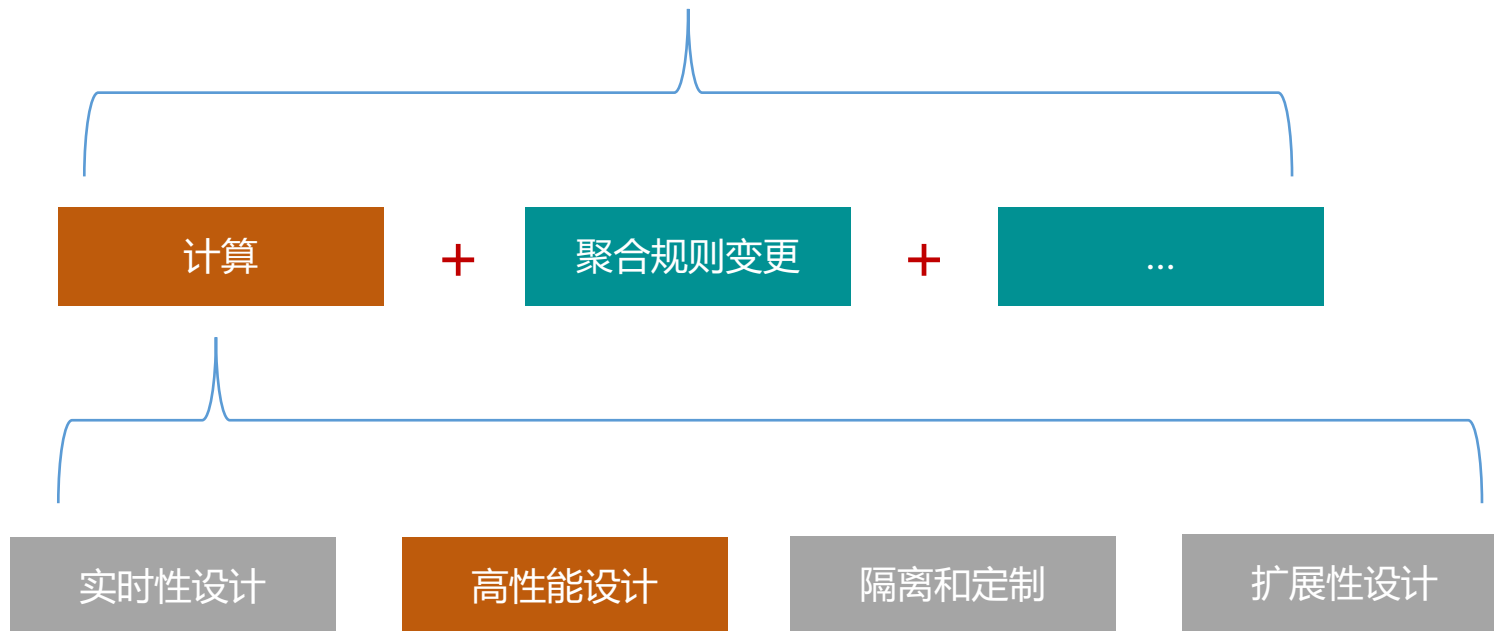 计算
+
聚合规则变更
+
...
实时性设计
高性能设计
隔离和定制
扩展性设计